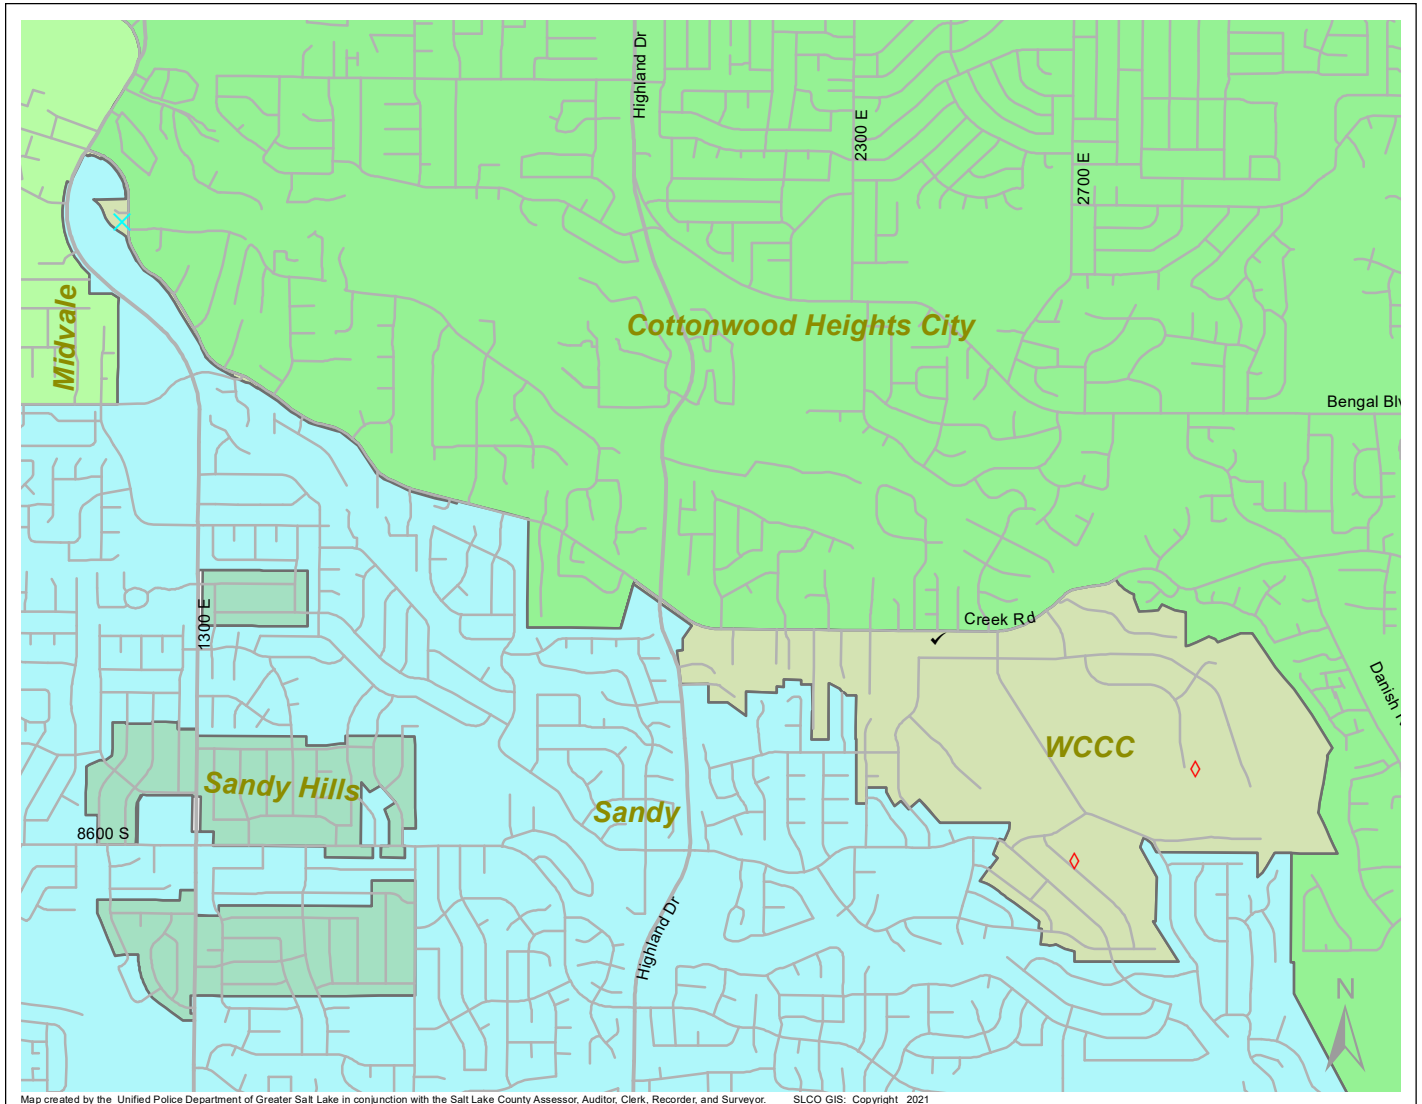 Highland Dr
2300 E
2700 E
Midvale
Cottonwood Heights City
Bengal Blv
1300 E
Creek Rd
Danish R
WCCC
Sandy Hills
Sandy
8600 S
Highland Dr
N
Map created by the Unified Police Department of Greater Salt Lake in conjunction with the Salt Lake County Assessor, Auditor, Clerk, Recorder, and Surveyor. SLCO GIS: Copyright 2021